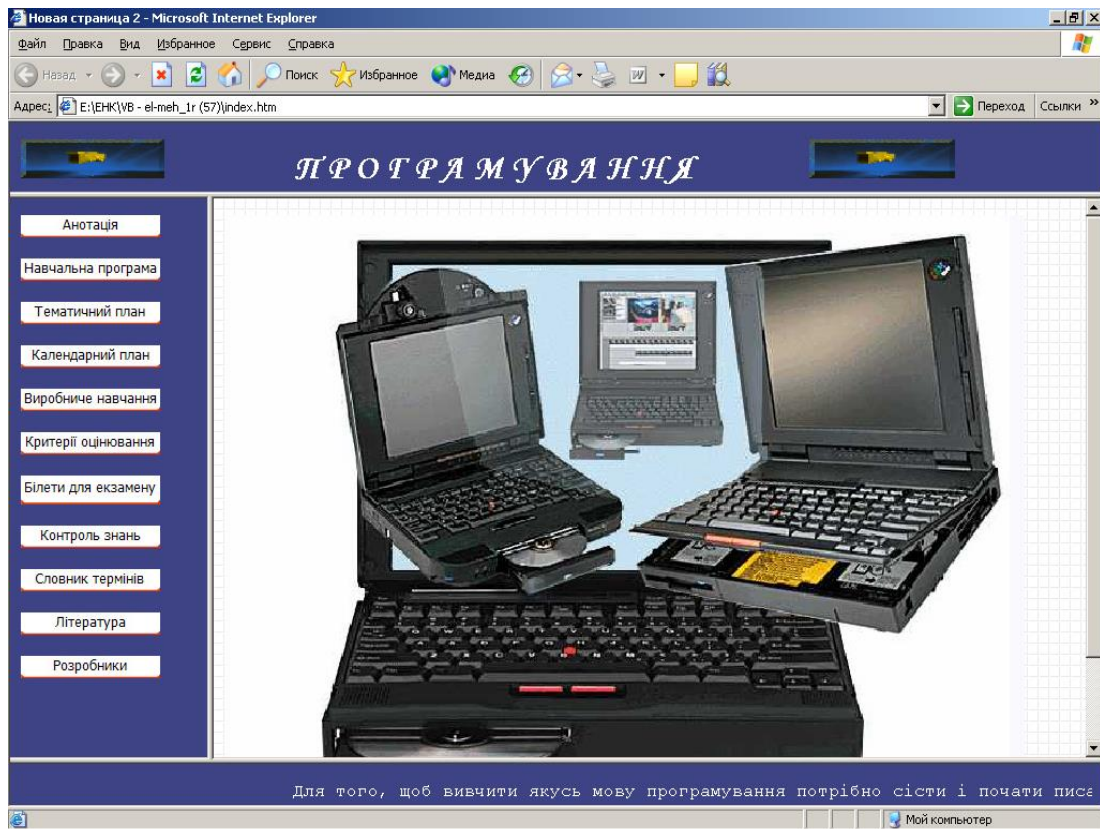 Новая страница 2 - Microsoft Internet Explorer
Файл Правка Вид Избранное Сервис Справка
Назад Поиск Избранное Медиа
Адрес: E:\ЕНК\VB - el-meh_1r (57)\index.htm Переход Ссылки »
ПРОГРАМУВАННЯ
Анотація
Навчальна програма
Тематичний план
Календарний план
Виробниче навчання
Критерії оцінювання
Білети для екзамену
Контроль знань
Словник термінів
Література
Розробники
Для того, щоб вивчити якусь мову програмування потрібно сісти і почати писа
Мой компьютер